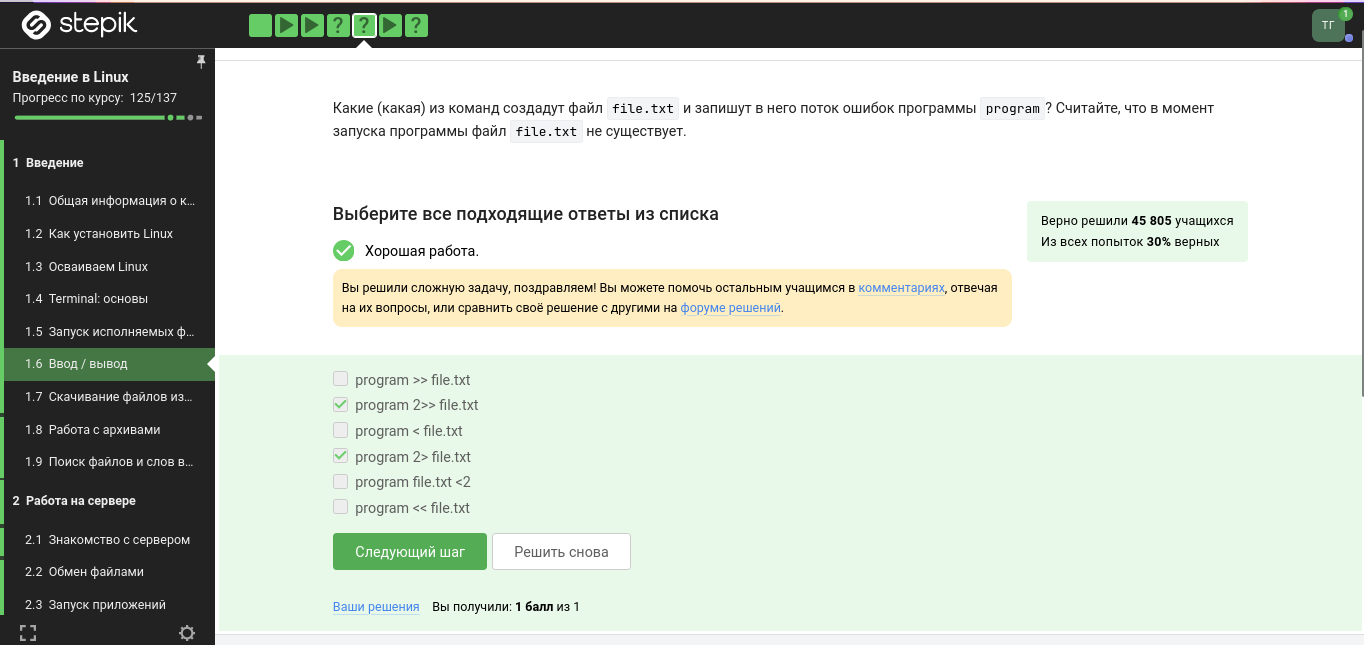 stepik
? ? ?
ТГ
1
Введение в Linux
Прогресс по курсу: 125/137
1 Введение
1.1 Общая информация о к...
1.2 Как установить Linux
1.3 Осваиваем Linux
1.4 Terminal: основы
1.5 Запуск исполняемых ф...
1.6 Ввод / вывод
1.7 Скачивание файлов из...
1.8 Работа с архивами
1.9 Поиск файлов и слов в...
2 Работа на сервере
2.1 Знакомство с сервером
2.2 Обмен файлами
2.3 Запуск приложений
Какие (какая) из команд создадут файл file.txt и запишут в него поток ошибок программы program? Считайте, что в момент
запуска программы файл file.txt не существует.
Выберите все подходящие ответы из списка
Хорошая работа.
Верно решили 45 805 учащихся
Из всех попыток 30% верных
Вы решили сложную задачу, поздравляем! Вы можете помочь остальным учащимся в комментариях, отвечая
на их вопросы, или сравнить своё решение с другими на форуме решений.
program >> file.txt
program 2>> file.txt
program < file.txt
program 2> file.txt
program file.txt <2
program << file.txt
Следующий шаг
Решить снова
Ваши решения Вы получили: 1 балл из 1